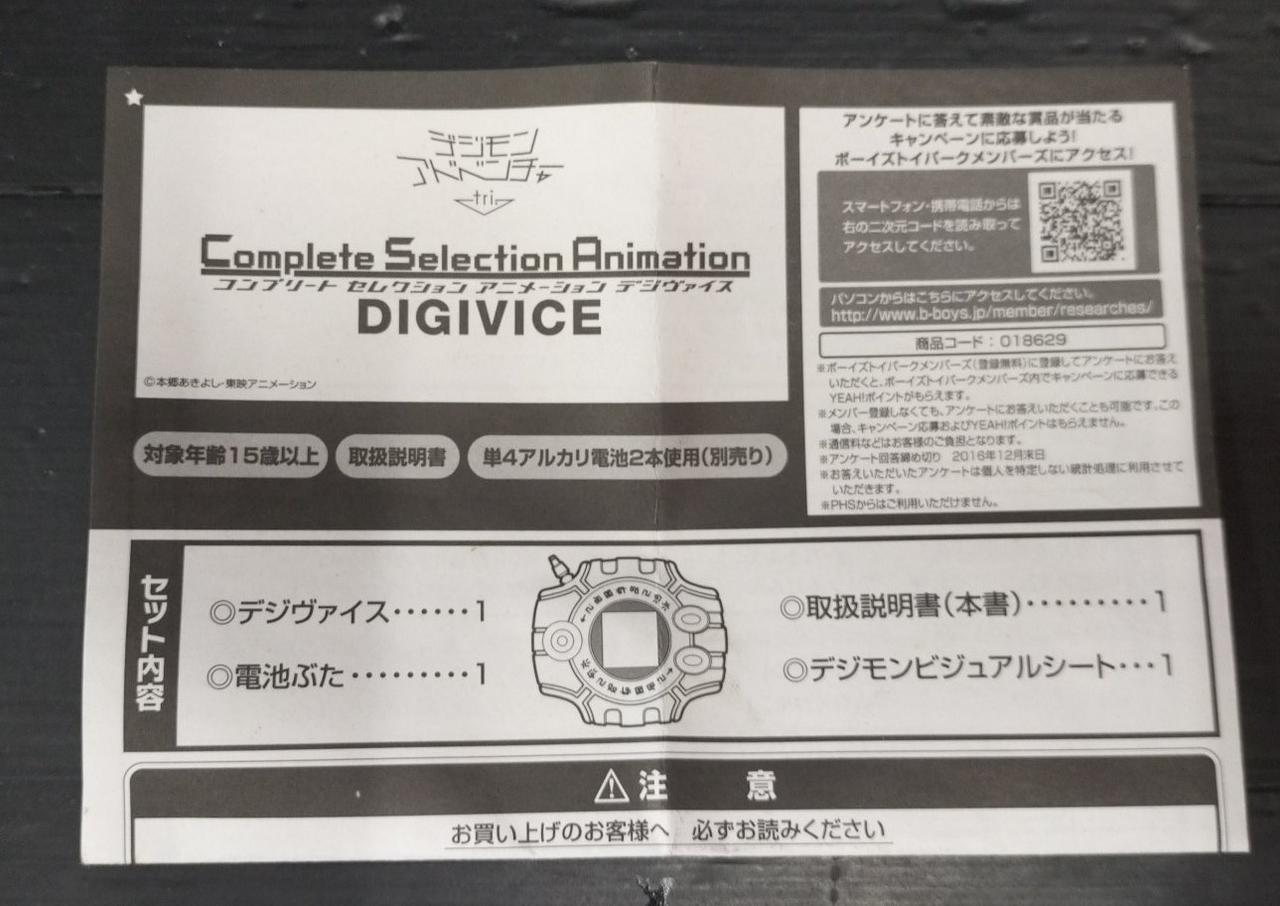 デジモン
アドベンチャー
tri.
Complete Selection Animation
コンプリート セレクション アニメーション デジヴァイス
DIGIVICE
©本郷あきよし・東映アニメーション
対象年齢15歳以上
取扱説明書
単4アルカリ電池2本使用(別売り)
アンケートに答えて素敵な賞品が当たる
キャンペーンに応募しよう!
ボーイズトイパークメンバーズにアクセス!
スマートフォン・携帯電話からは
右の二次元コードを読み取って
アクセスしてください。
パソコンからはこちらにアクセスしてください。
http://www.b-boys.jp/member/researches/
商品コード:018629
※ボーイズトイパークメンバーズ(登録無料)に登録してアンケートにお答え
いただくと、ボーイズトイパークメンバーズ内でキャンペーンに応募できる
YEAH!ポイントがもらえます。
※メンバー登録しなくても、アンケートにお答えいただくことも可能です。この
場合、キャンペーン応募およびYEAH!ポイントはもらえません。
※通信料などはお客様のご負担となります。
※アンケート回答締め切り 2016年12月末日
※お答えいただいたアンケートは個人を特定しない統計処理に利用させて
いただきます。
※PHSからはご利用いただけません。
セット内容
◎デジヴァイス・・・・・・1
◎電池ぶた・・・・・・・・・1
◎取扱説明書(本書)・・・・・・・・・1
◎デジモンビジュアルシート・・・1
⚠注 意
お買い上げのお客様へ 必ずお読みください